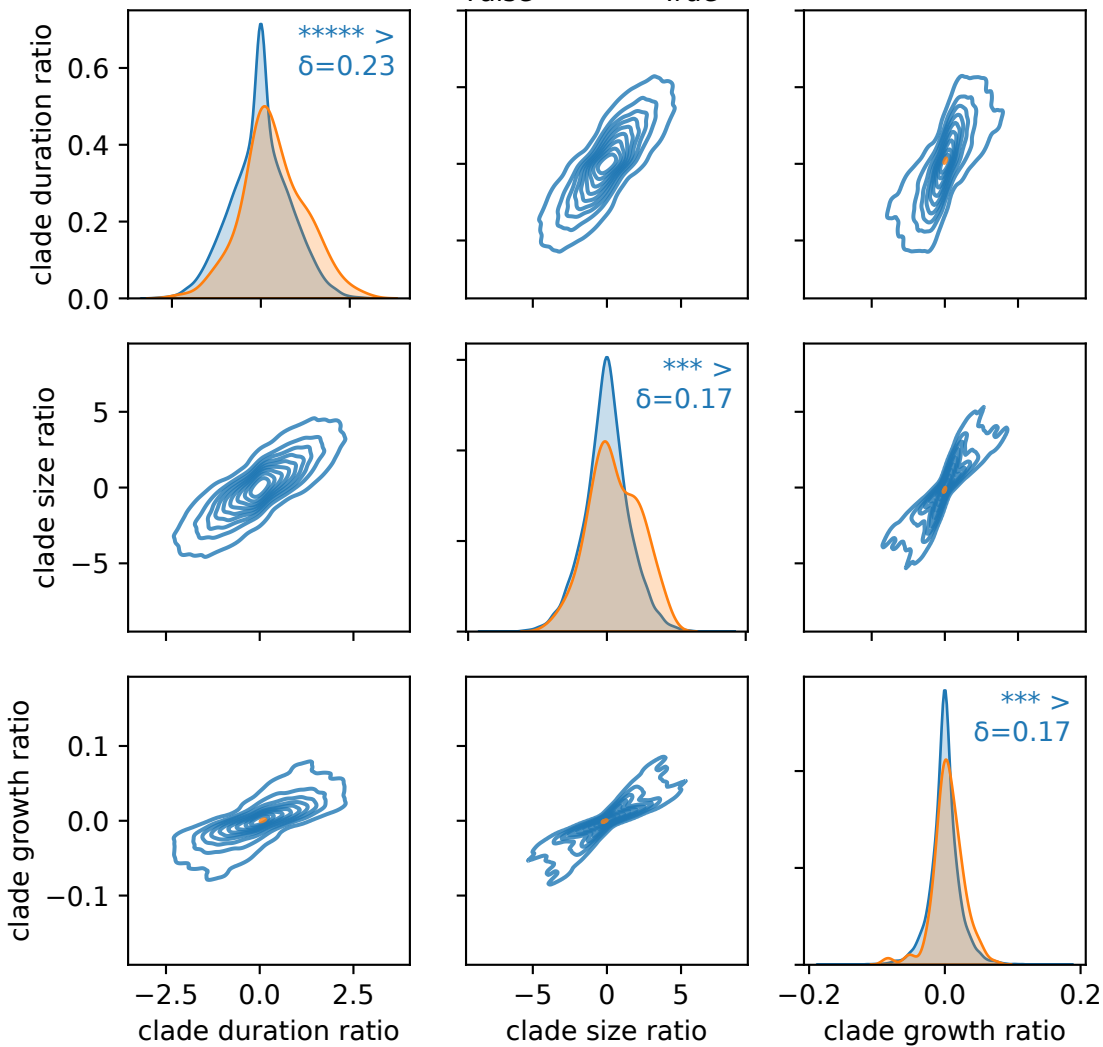 ***** >
δ=0.23
clade duration ratio
0.6
0.4
0.2
0.0
*** >
δ=0.17
clade size ratio
5
0
−5
*** >
δ=0.17
clade growth ratio
0.1
0.0
−0.1
−2.5 0.0 2.5
−5 0 5
−0.2 0.0 0.2
clade duration ratio
clade size ratio
clade growth ratio